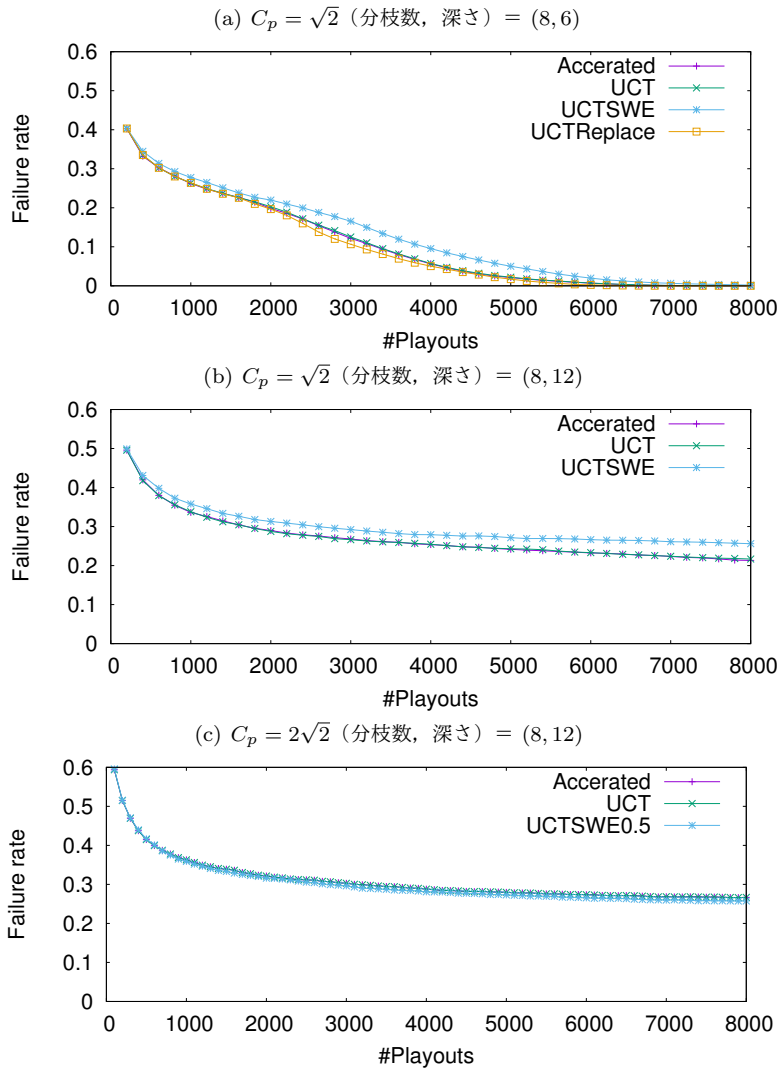 (a) $C_p = \sqrt{2}$ (分枝数, 深さ) = (8, 6)
0.6
0.5
0.4
0.3
0.2
0.1
0
Failure rate
Accerated
UCT
UCTSWE
UCTReplace
0 1000 2000 3000 4000 5000 6000 7000 8000
#Playouts
(b) $C_p = \sqrt{2}$ (分枝数, 深さ) = (8, 12)
0.6
0.5
0.4
0.3
0.2
0.1
0
Failure rate
Accerated
UCT
UCTSWE
0 1000 2000 3000 4000 5000 6000 7000 8000
#Playouts
(c) $C_p = 2\sqrt{2}$ (分枝数, 深さ) = (8, 12)
0.6
0.5
0.4
0.3
0.2
0.1
0
Failure rate
Accerated
UCT
UCTSWE0.5
0 1000 2000 3000 4000 5000 6000 7000 8000
#Playouts